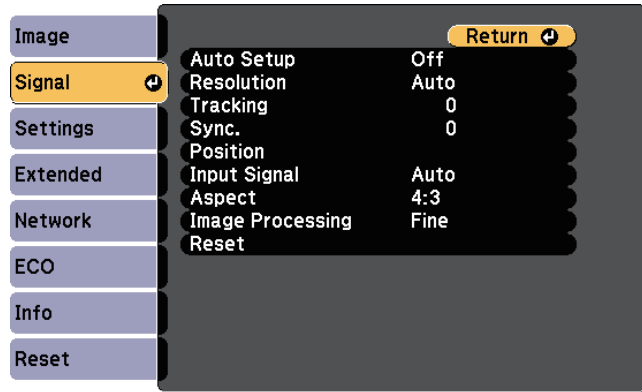 Image
Signal
Settings
Extended
Network
ECO
Info
Reset
Return
Auto Setup Off
Resolution Auto
Tracking 0
Sync. 0
Position
Input Signal Auto
Aspect 4:3
Image Processing Fine
Reset